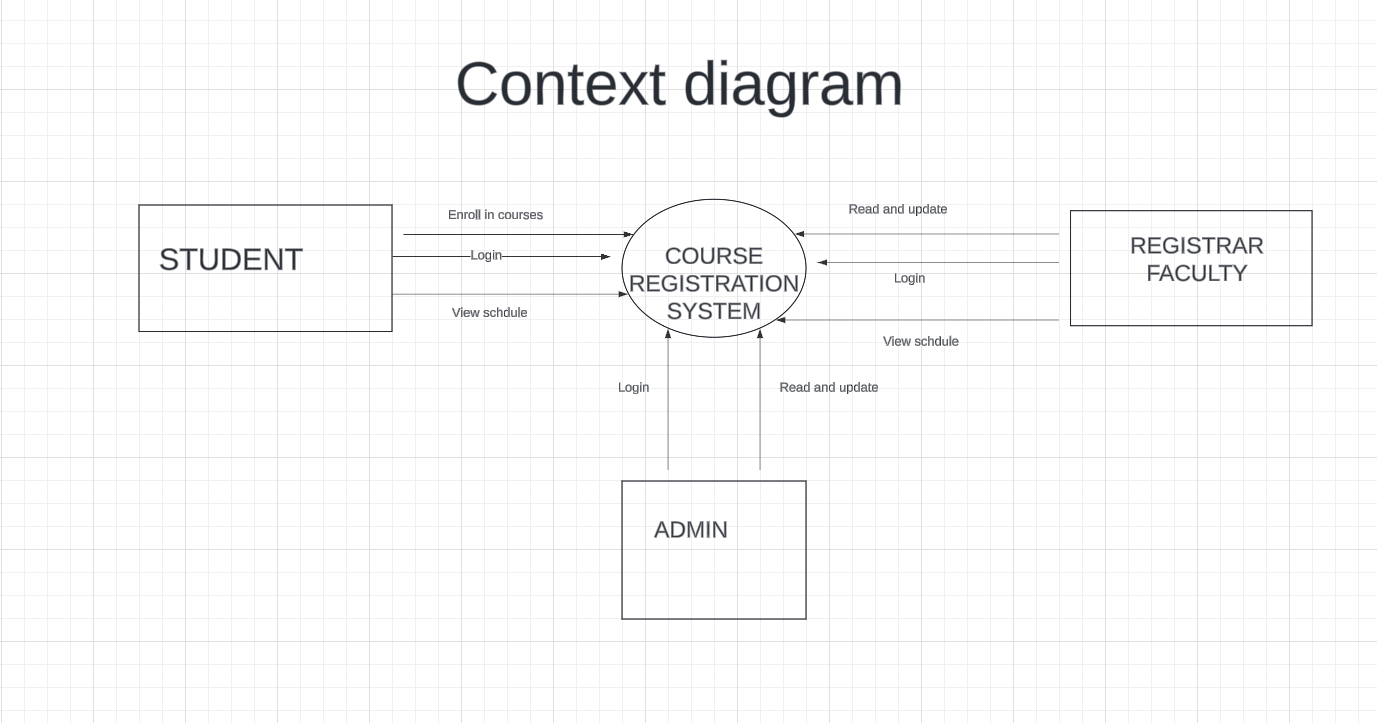 Context diagram
STUDENT
Enroll in courses
Login
View schdule
COURSE
REGISTRATION
SYSTEM
Read and update
Login
View schdule
REGISTRAR
FACULTY
Login
Read and update
ADMIN